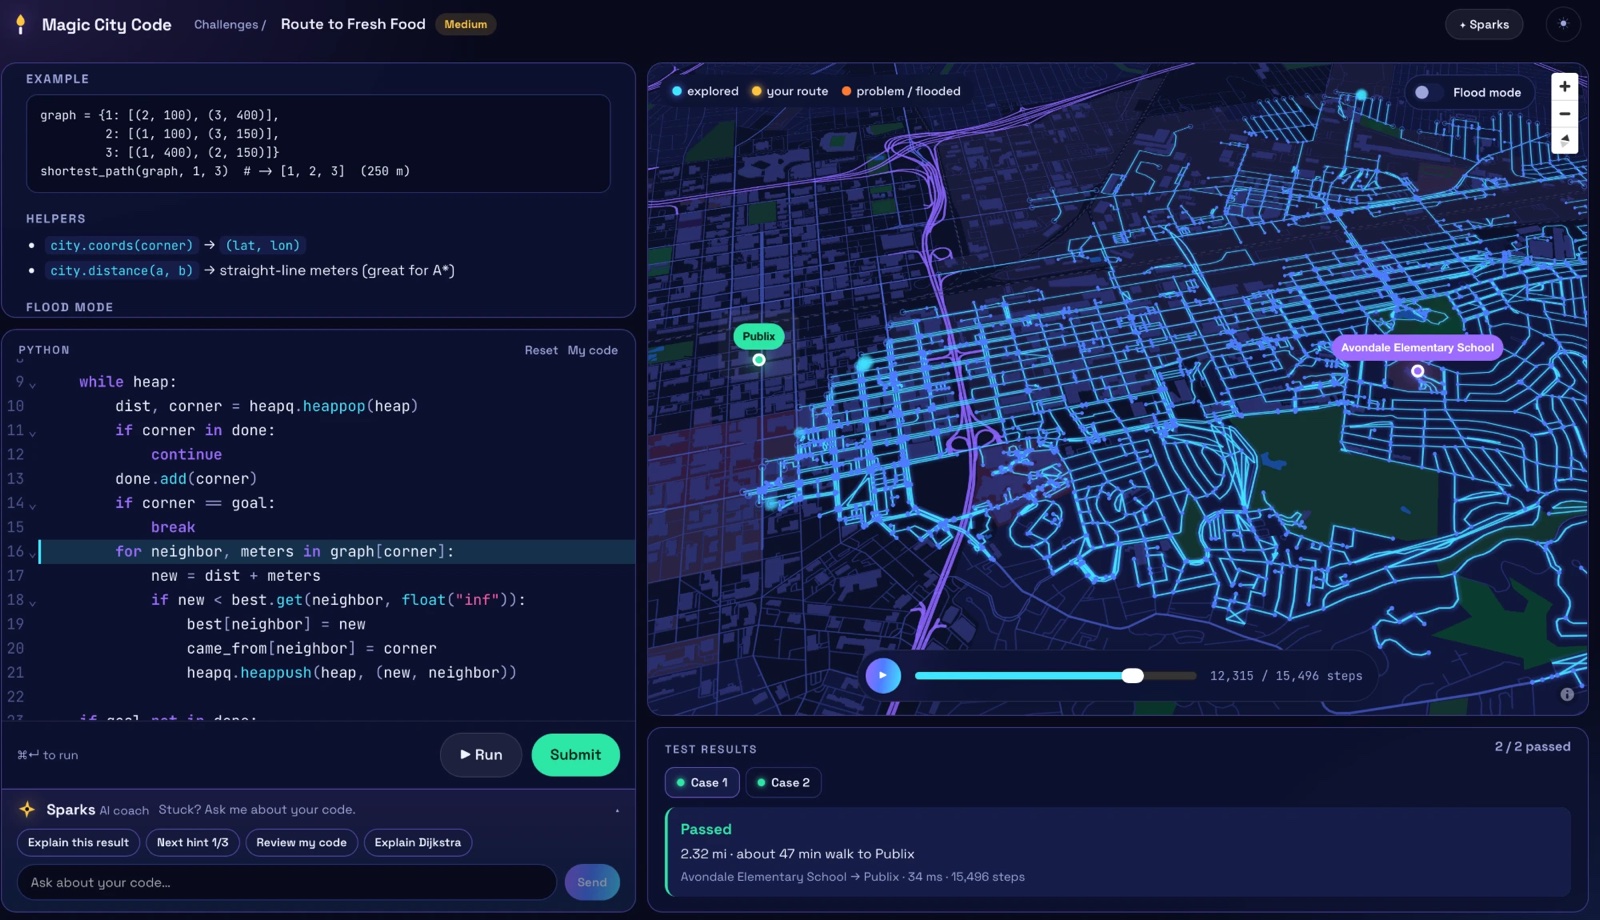 Magic City Code
Challenges /
Route to Fresh Food
Medium
+ Sparks
EXAMPLE
graph = {1: [(2, 100), (3, 400)],
2: [(1, 100), (3, 150)],
3: [(1, 400), (2, 150)]}
shortest_path(graph, 1, 3)  # → [1, 2, 3]  (250 m)
HELPERS
• city.coords(corner) → (lat, lon)
• city.distance(a, b) → straight-line meters (great for A*)
FLOOD MODE
PYTHON
Reset
My code
9 while heap:
10 dist, corner = heapq.heappop(heap)
11 if corner in done:
12 continue
13 done.add(corner)
14 if corner == goal:
15 break
16 for neighbor, meters in graph[corner]:
17 new = dist + meters
18 if new < best.get(neighbor, float("inf")):
19 best[neighbor] = new
20 came_from[neighbor] = corner
21 heapq.heappush(heap, (new, neighbor))
22
23 if goal not in done:
⌘↵ to run
▶ Run
Submit
Sparks AI coach Stuck? Ask me about your code.
Explain this result
Next hint 1/3
Review my code
Explain Dijkstra
Ask about your code…
Send
explored
your route
problem / flooded
Flood mode
+
−
Publix
Avondale Elementary School
12,315 / 15,496 steps
TEST RESULTS
2 / 2 passed
Case 1
Case 2
Passed
2.32 mi · about 47 min walk to Publix
Avondale Elementary School → Publix · 34 ms · 15,496 steps